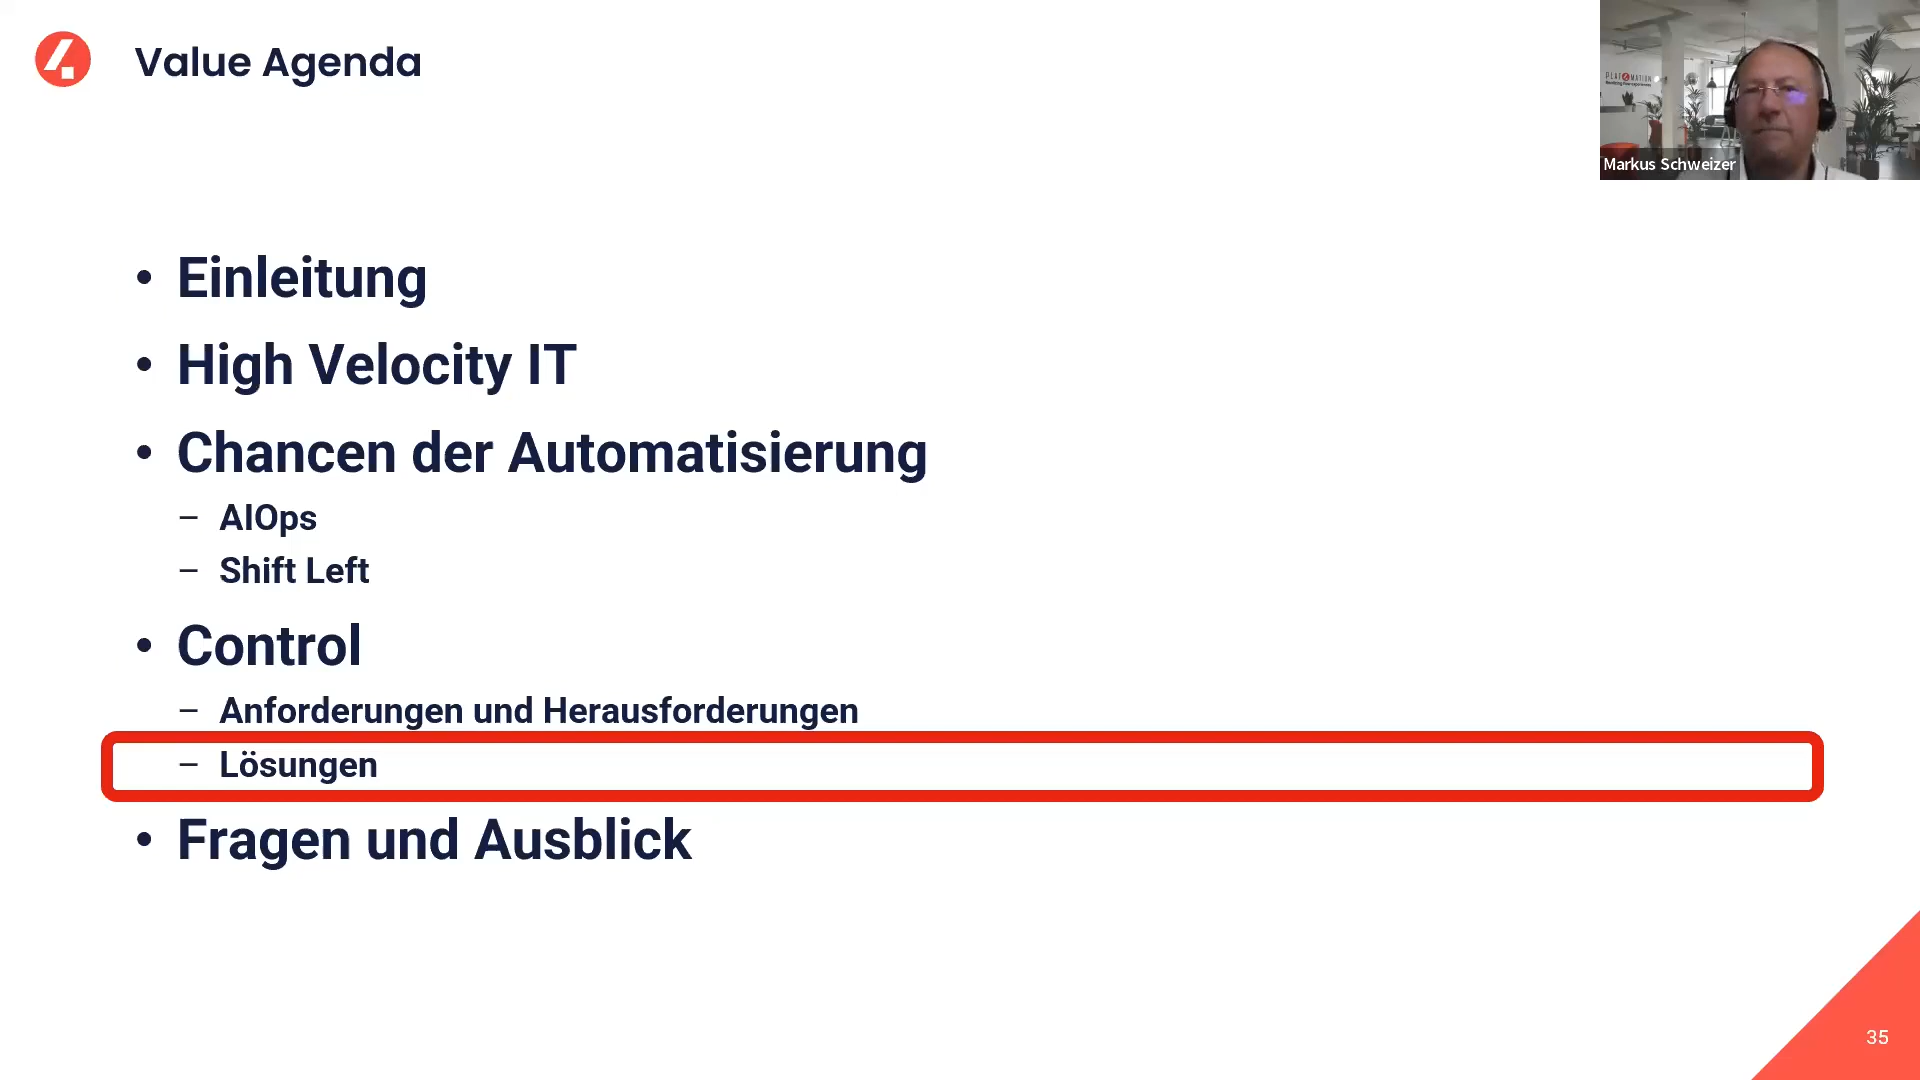 Value Agenda
PLAT4MATION
Markus Schweizer
• Einleitung
• High Velocity IT
• Chancen der Automatisierung
– AIOps
– Shift Left
• Control
– Anforderungen und Herausforderungen
– Lösungen
• Fragen und Ausblick
35